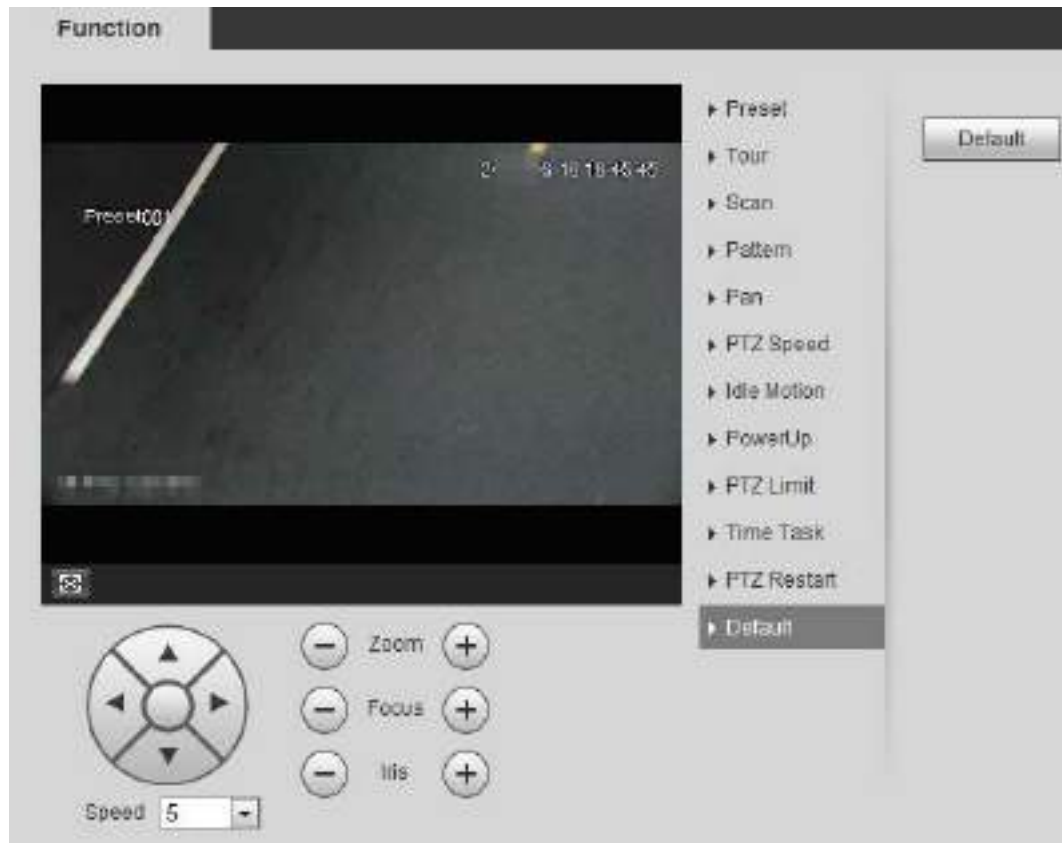 Function
Preset001
Preset
Tour
Scan
Pattern
Pan
PTZ Speed
Idle Motion
PowerUp
PTZ Limit
Time Task
PTZ Restart
Default
Default
Zoom
Focus
Iris
Speed 5